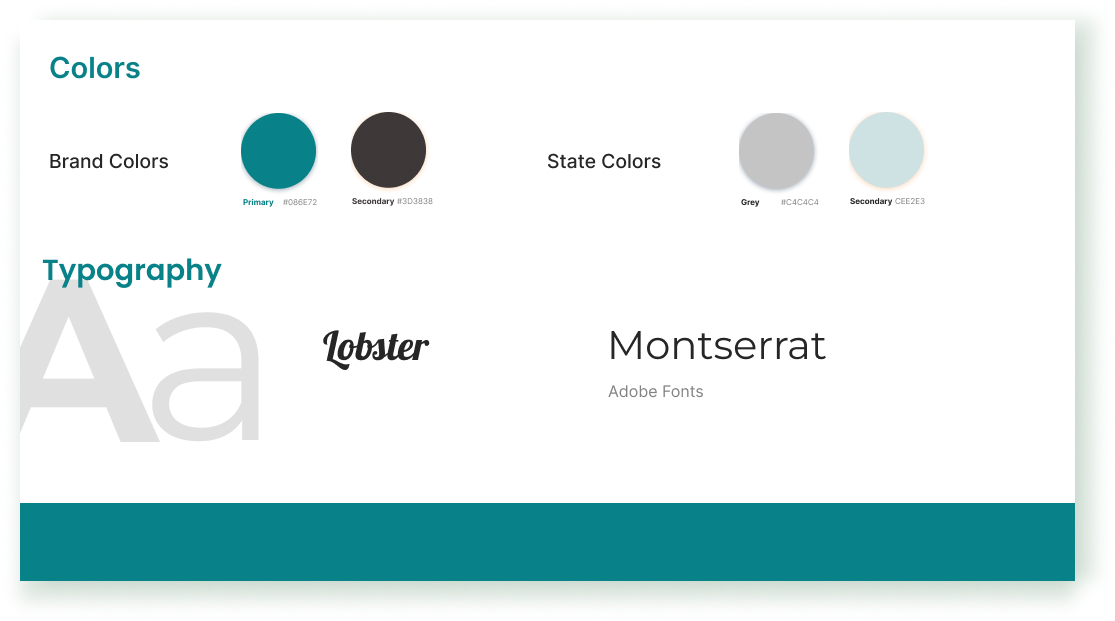 Colors
Brand Colors
Primary #086E72
Secondary #3D3838
State Colors
Grey #C4C4C4
Secondary CEE2E3
Typography
Aa
Lobster
Montserrat
Adobe Fonts